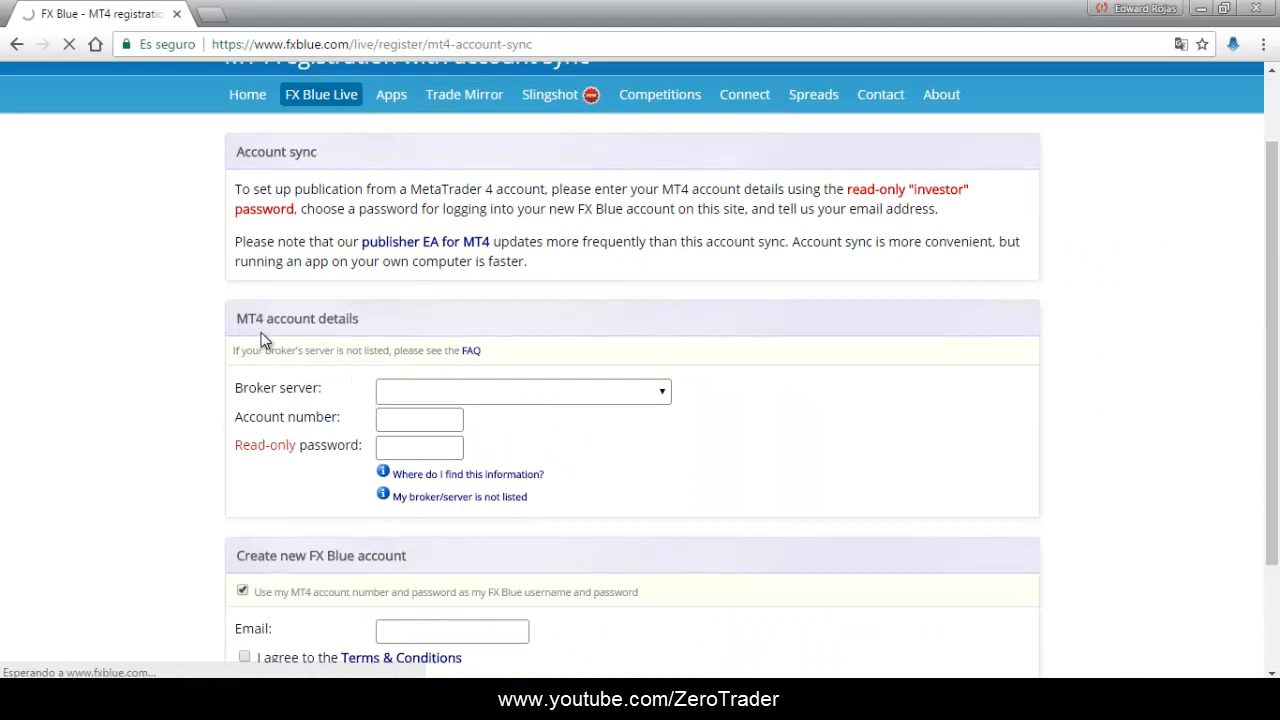 FX Blue - MT4 registratio
Edward Rojas
Es seguro
https://www.fxblue.com/live/register/mt4-account-sync
MT4 registration with account sync
Home
FX Blue Live
Apps
Trade Mirror
Slingshot
Competitions
Connect
Spreads
Contact
About
Account sync
To set up publication from a MetaTrader 4 account, please enter your MT4 account details using the read-only "investor"
password, choose a password for logging into your new FX Blue account on this site, and tell us your email address.
Please note that our publisher EA for MT4 updates more frequently than this account sync. Account sync is more convenient, but
running an app on your own computer is faster.
MT4 account details
If your broker's server is not listed, please see the FAQ
Broker server:
Account number:
Read-only password:
Where do I find this information?
My broker/server is not listed
Create new FX Blue account
Use my MT4 account number and password as my FX Blue username and password
Email:
I agree to the Terms & Conditions
Esperando a www.fxblue.com...
www.youtube.com/ZeroTrader